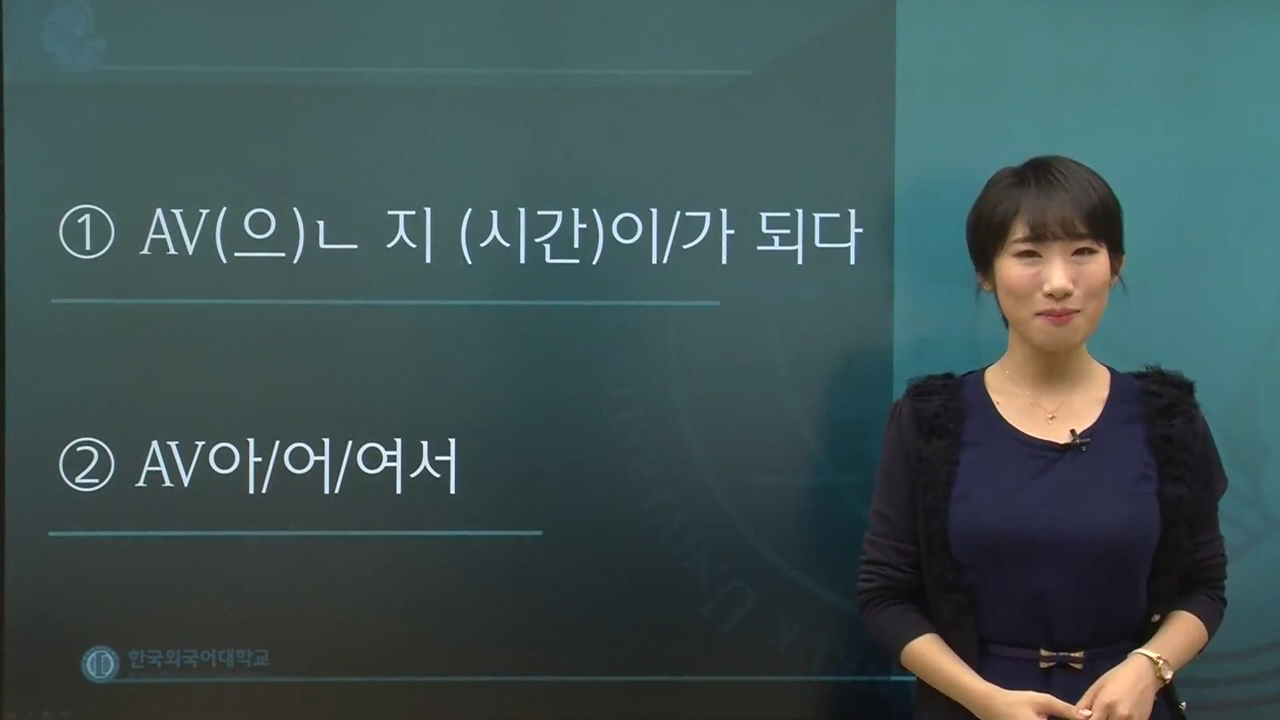 ① AV(으)ㄴ 지 (시간)이/가 되다
② AV아/어/여서
한국외국어대학교